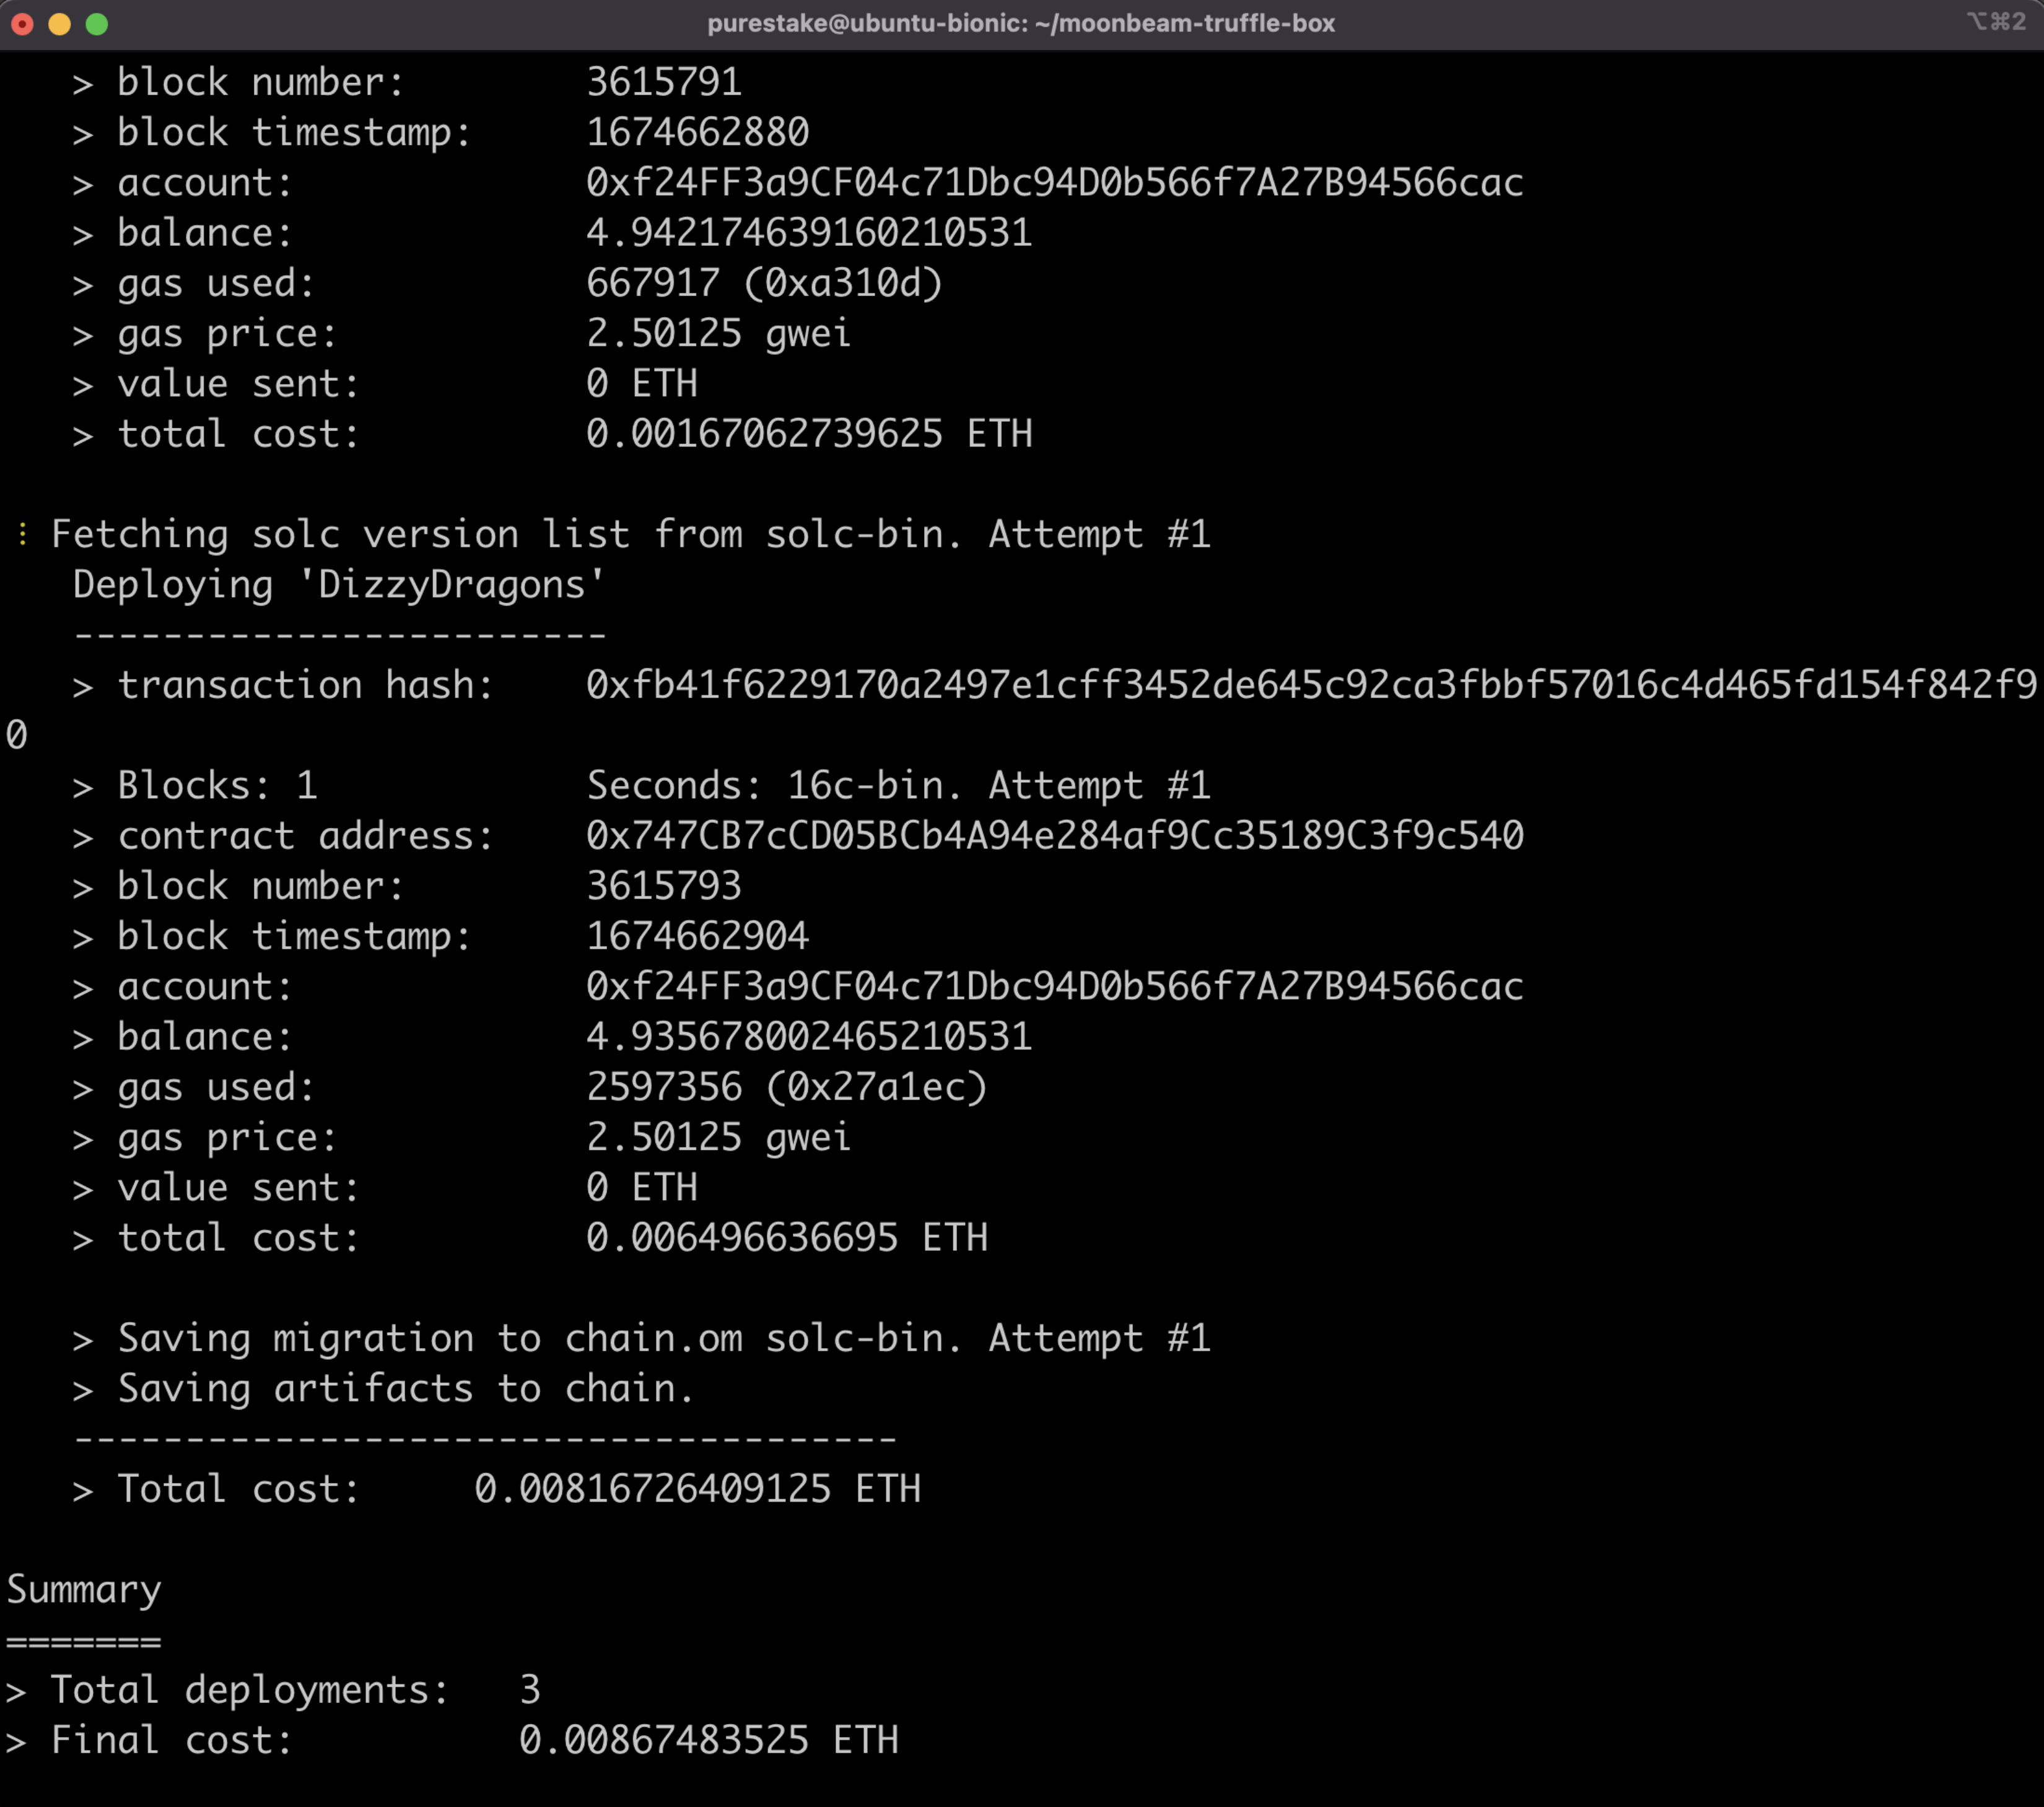 purestake@ubuntu-bionic: ~/moonbeam-truffle-box ⌥⌘2
> block number: 3615791
> block timestamp: 1674662880
> account: 0xf24FF3a9CF04c71Dbc94D0b566f7A27B94566cac
> balance: 4.942174639160210531
> gas used: 667917 (0xa310d)
> gas price: 2.50125 gwei
> value sent: 0 ETH
> total cost: 0.00167062739625 ETH
⋮ Fetching solc version list from solc-bin. Attempt #1
Deploying 'DizzyDragons'
------------------------
> transaction hash: 0xfb41f6229170a2497e1cff3452de645c92ca3fbbf57016c4d465fd154f842f9
0
> Blocks: 1 Seconds: 16c-bin. Attempt #1
> contract address: 0x747CB7cCD05BCb4A94e284af9Cc35189C3f9c540
> block number: 3615793
> block timestamp: 1674662904
> account: 0xf24FF3a9CF04c71Dbc94D0b566f7A27B94566cac
> balance: 4.935678002465210531
> gas used: 2597356 (0x27a1ec)
> gas price: 2.50125 gwei
> value sent: 0 ETH
> total cost: 0.006496636695 ETH
> Saving migration to chain.om solc-bin. Attempt #1
> Saving artifacts to chain.
-------------------------------------
> Total cost: 0.00816726409125 ETH
Summary
=======
> Total deployments: 3
> Final cost: 0.00867483525 ETH